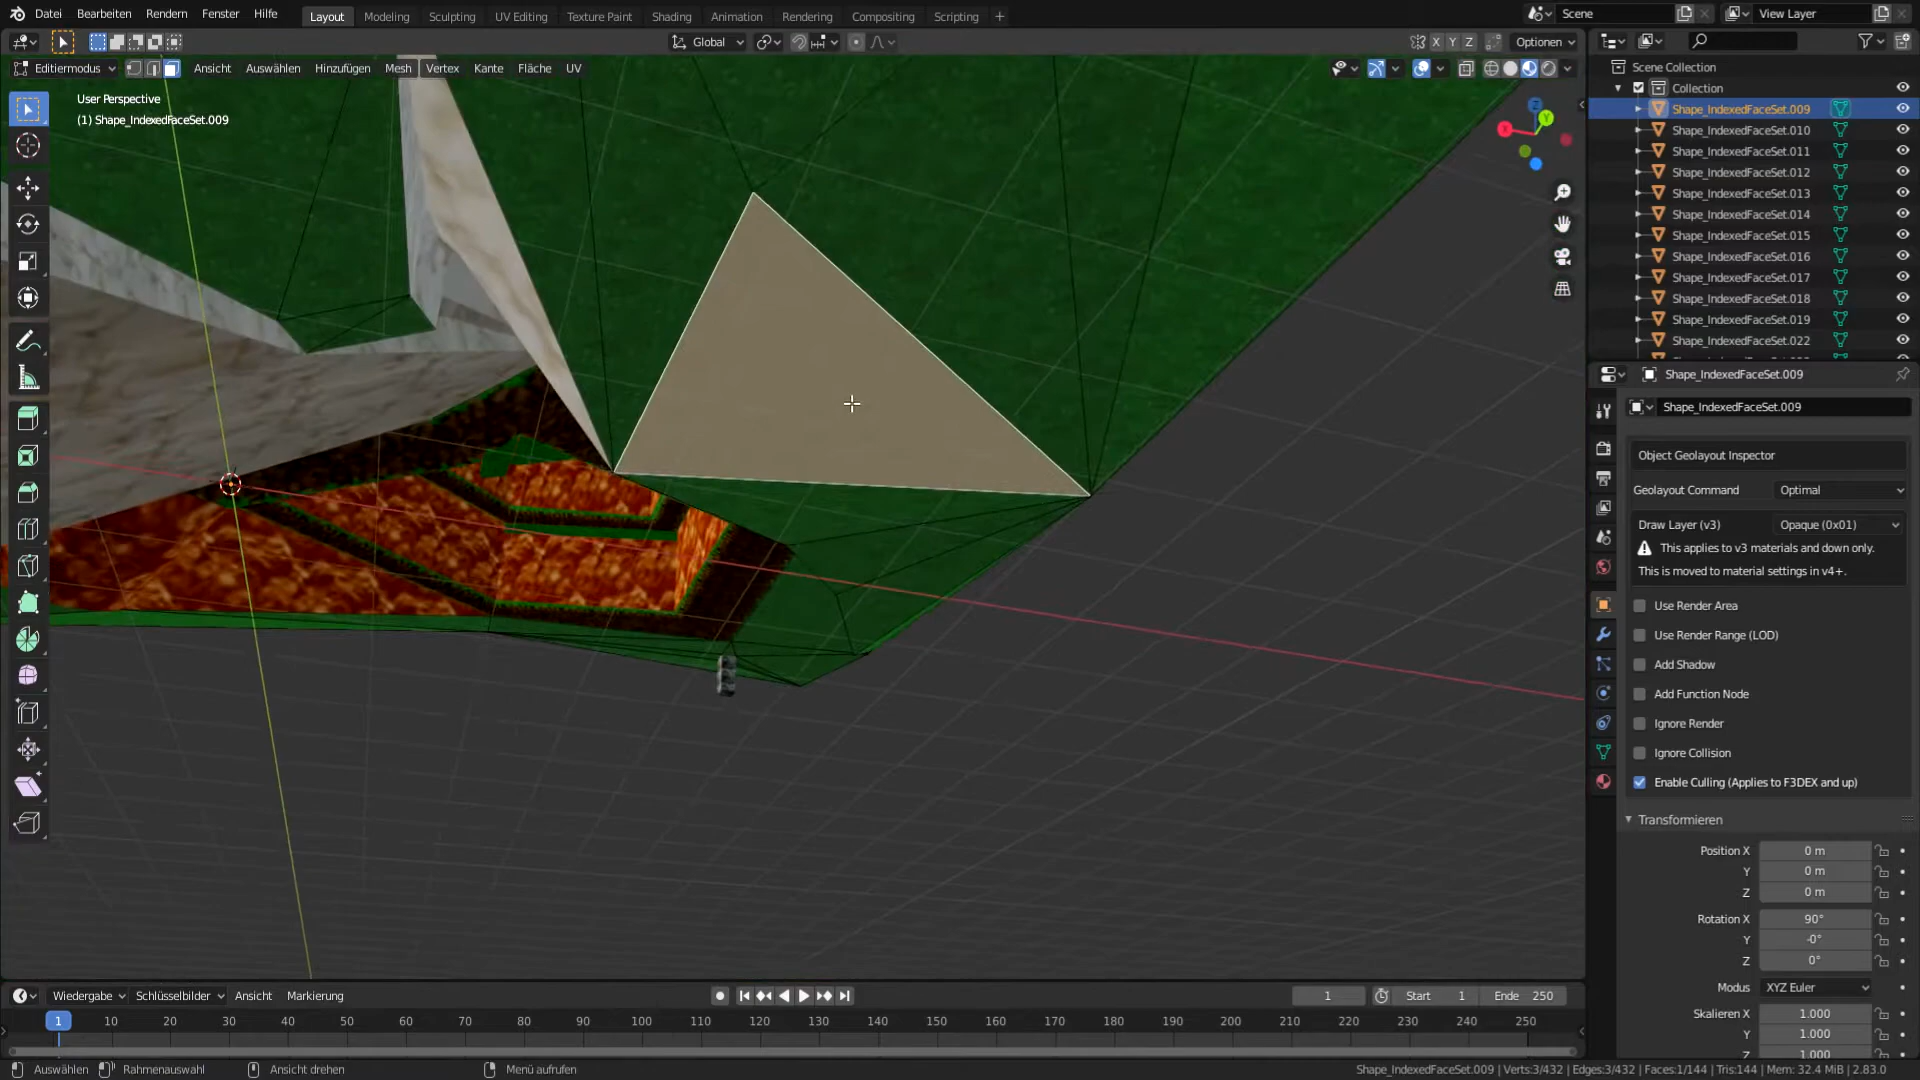 Datei Bearbeiten Rendern Fenster Hilfe Layout Modeling Sculpting UV Editing Texture Paint Shading Animation Rendering Compositing Scripting + Scene View Layer
Global X Y Z Optionen
Editiermodus Ansicht Auswählen Hinzufügen Mesh Vertex Kante Fläche UV
User Perspective
(1) Shape_IndexedFaceSet.009
Z
Y
X
Scene Collection
Collection
Shape_IndexedFaceSet.009
Shape_IndexedFaceSet.010
Shape_IndexedFaceSet.011
Shape_IndexedFaceSet.012
Shape_IndexedFaceSet.013
Shape_IndexedFaceSet.014
Shape_IndexedFaceSet.015
Shape_IndexedFaceSet.016
Shape_IndexedFaceSet.017
Shape_IndexedFaceSet.018
Shape_IndexedFaceSet.019
Shape_IndexedFaceSet.022
Shape_IndexedFaceSet.009
Shape_IndexedFaceSet.009
Object Geolayout Inspector
Geolayout Command Optimal
Draw Layer (v3) Opaque (0x01)
This applies to v3 materials and down only.
This is moved to material settings in v4+.
Use Render Area
Use Render Range (LOD)
Add Shadow
Add Function Node
Ignore Render
Ignore Collision
Enable Culling (Applies to F3DEX and up)
Transformieren
Position X 0 m
Y 0 m
Z 0 m
Rotation X 90°
Y -0°
Z 0°
Modus XYZ Euler
Skalieren X 1.000
Y 1.000
Z 1.000
Wiedergabe Schlüsselbilder Ansicht Markierung 1 Start 1 Ende 250
1 10 20 30 40 50 60 70 80 90 100 110 120 130 140 150 160 170 180 190 200 210 220 230 240 250
Auswählen Rahmenauswahl Ansicht drehen Menü aufrufen Shape_IndexedFaceSet.009 | Verts:3/432 | Edges:3/432 | Faces:1/144 | Tris:144 | Mem: 32.4 MiB | 2.83.0